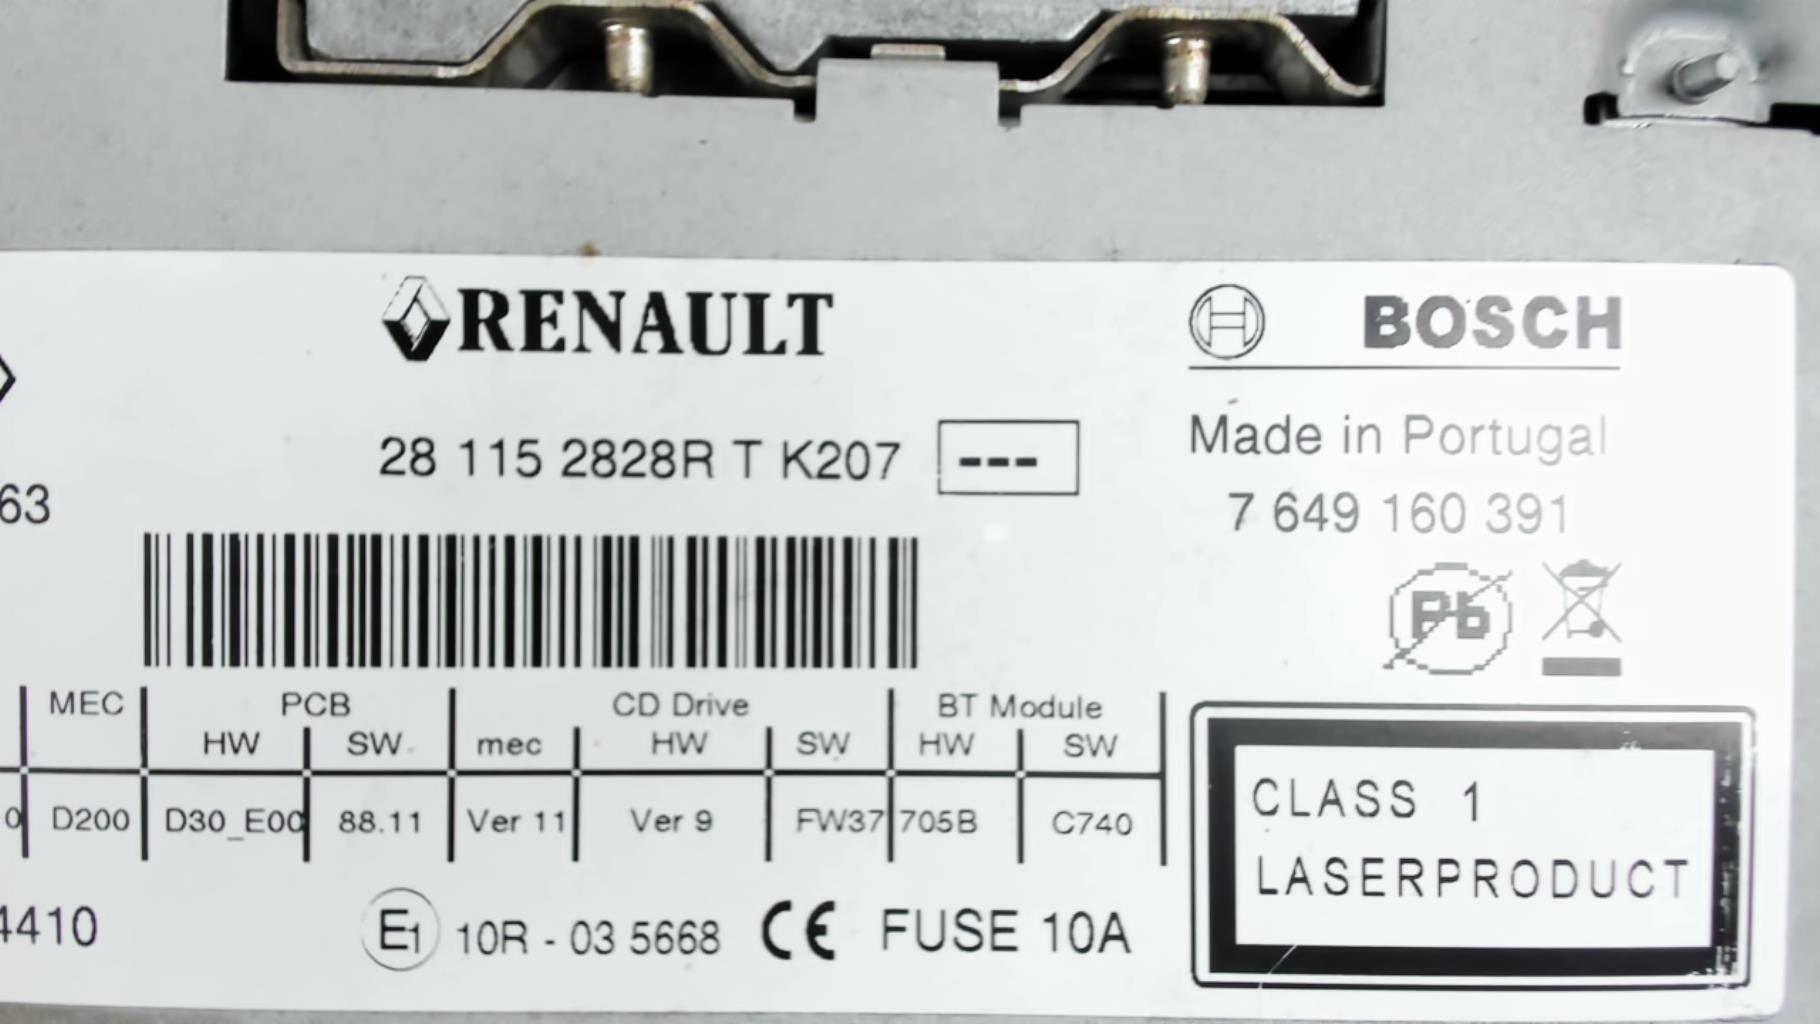 RENAULT
BOSCH
28 115 2828R T K207 ---
Made in Portugal
63
7 649 160 391
Pb
MEC PCB CD Drive BT Module
HW SW mec HW SW HW SW
0 D200 D30_E00 88.11 Ver 11 Ver 9 FW37 705B C740
CLASS 1
LASERPRODUCT
4410 E1 10R - 03 5668 CE FUSE 10A